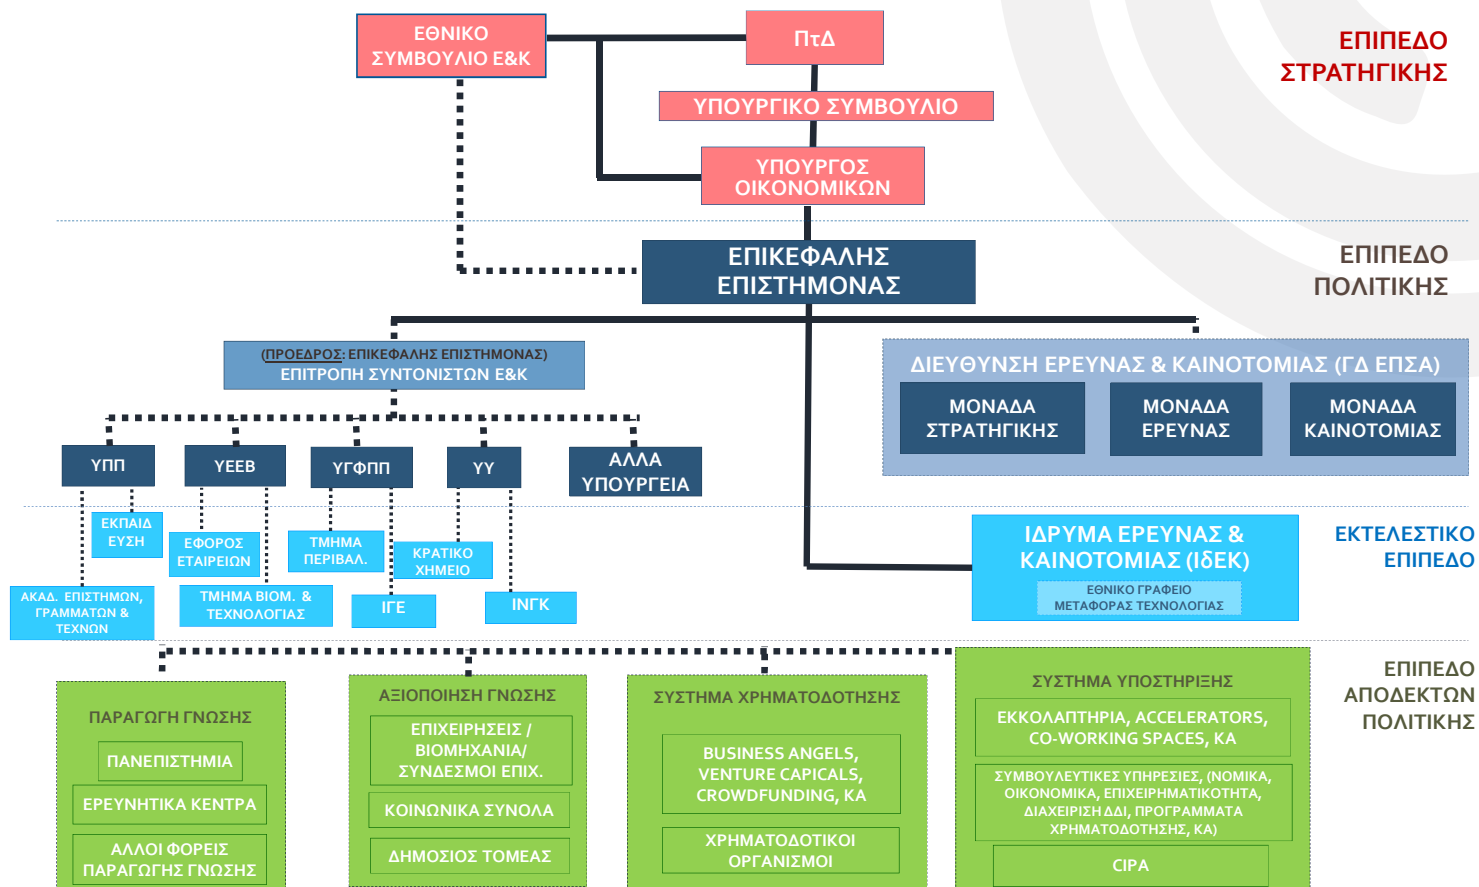 ΕΘΝΙΚΟ
ΣΥΜΒΟΥΛΙΟ Ε&Κ
ΠτΔ
ΕΠΙΠΕΔΟ
ΣΤΡΑΤΗΓΙΚΗΣ
ΥΠΟΥΡΓΙΚΟ ΣΥΜΒΟΥΛΙΟ
ΥΠΟΥΡΓΟΣ
ΟΙΚΟΝΟΜΙΚΩΝ
ΕΠΙΚΕΦΑΛΗΣ
ΕΠΙΣΤΗΜΟΝΑΣ
ΕΠΙΠΕΔΟ
ΠΟΛΙΤΙΚΗΣ
(ΠΡΟΕΔΡΟΣ: ΕΠΙΚΕΦΑΛΗΣ ΕΠΙΣΤΗΜΟΝΑΣ)
ΕΠΙΤΡΟΠΗ ΣΥΝΤΟΝΙΣΤΩΝ Ε&Κ
ΔΙΕΥΘΥΝΣΗ ΕΡΕΥΝΑΣ & ΚΑΙΝΟΤΟΜΙΑΣ (ΓΔ ΕΠΣΑ)
ΜΟΝΑΔΑ
ΣΤΡΑΤΗΓΙΚΗΣ
ΜΟΝΑΔΑ
ΕΡΕΥΝΑΣ
ΜΟΝΑΔΑ
ΚΑΙΝΟΤΟΜΙΑΣ
ΥΠΠ
ΥΕΕΒ
ΥΓΦΠΠ
ΥΥ
ΑΛΛΑ
ΥΠΟΥΡΓΕΙΑ
ΕΚΠΑΙΔ
ΕΥΣΗ
ΕΦΟΡΟΣ
ΕΤΑΙΡΕΙΩΝ
ΤΜΗΜΑ
ΠΕΡΙΒΑΛ.
ΚΡΑΤΙΚΟ
ΧΗΜΕΙΟ
ΑΚΑΔ. ΕΠΙΣΤΗΜΩΝ,
ΓΡΑΜΜΑΤΩΝ &
ΤΕΧΝΩΝ
ΤΜΗΜΑ ΒΙΟΜ. &
ΤΕΧΝΟΛΟΓΙΑΣ
ΙΓΕ
ΙΝΓΚ
ΙΔΡΥΜΑ ΕΡΕΥΝΑΣ &
ΚΑΙΝΟΤΟΜΙΑΣ (ΙδΕΚ)
ΕΘΝΙΚΟ ΓΡΑΦΕΙΟ
ΜΕΤΑΦΟΡΑΣ ΤΕΧΝΟΛΟΓΙΑΣ
ΕΚΤΕΛΕΣΤΙΚΟ
ΕΠΙΠΕΔΟ
ΠΑΡΑΓΩΓΗ ΓΝΩΣΗΣ
ΠΑΝΕΠΙΣΤΗΜΙΑ
ΕΡΕΥΝΗΤΙΚΑ ΚΕΝΤΡΑ
ΑΛΛΟΙ ΦΟΡΕΙΣ
ΠΑΡΑΓΩΓΗΣ ΓΝΩΣΗΣ
ΑΞΙΟΠΟΙΗΣΗ ΓΝΩΣΗΣ
ΕΠΙΧΕΙΡΗΣΕΙΣ /
ΒΙΟΜΗΧΑΝΙΑ/
ΣΥΝΔΕΣΜΟΙ ΕΠΙΧ.
ΚΟΙΝΩΝΙΚΑ ΣΥΝΟΛΑ
ΔΗΜΟΣΙΟΣ ΤΟΜΕΑΣ
ΣΥΣΤΗΜΑ ΧΡΗΜΑΤΟΔΟΤΗΣΗΣ
BUSINESS ANGELS,
VENTURE CAPICALS,
CROWDFUNDING, ΚΑ
ΧΡΗΜΑΤΟΔΟΤΙΚΟΙ
ΟΡΓΑΝΙΣΜΟΙ
ΣΥΣΤΗΜΑ ΥΠΟΣΤΗΡΙΞΗΣ
ΕΚΚΟΛΑΠΤΗΡΙΑ, ACCELERATORS,
CO-WORKING SPACES, ΚΑ
ΣΥΜΒΟΥΛΕΥΤΙΚΕΣ ΥΠΗΡΕΣΙΕΣ, (ΝΟΜΙΚΑ,
ΟΙΚΟΝΟΜΙΚΑ, ΕΠΙΧΕΙΡΗΜΑΤΙΚΟΤΗΤΑ,
ΔΙΑΧΕΙΡΙΣΗ ΔΔΙ, ΠΡΟΓΡΑΜΜΑΤΑ
ΧΡΗΜΑΤΟΔΟΤΗΣΗΣ, ΚΑ)
CIPA
ΕΠΙΠΕΔΟ
ΑΠΟΔΕΚΤΩΝ
ΠΟΛΙΤΙΚΗΣ